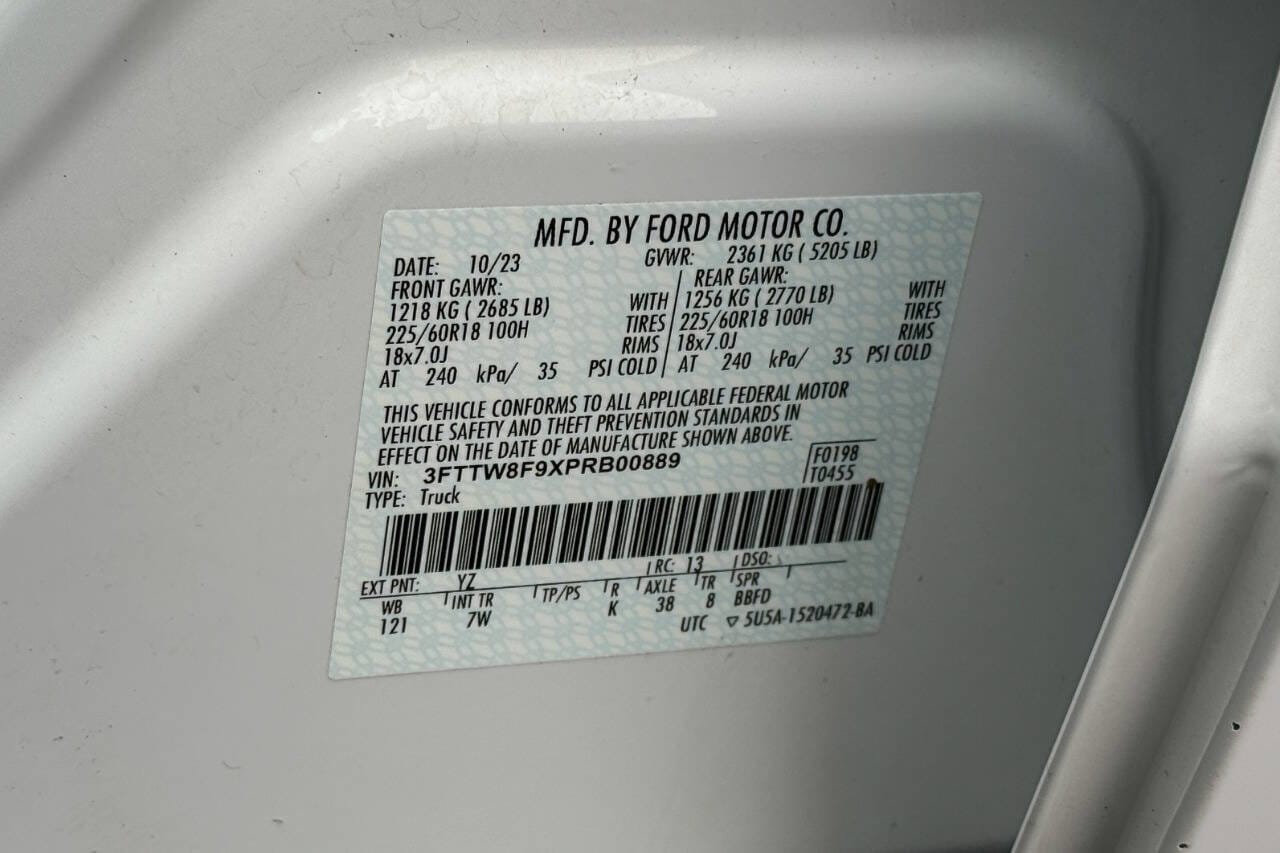 MFD. BY FORD MOTOR CO.
DATE: 10/23 GVWR: 2361 KG ( 5205 LB)
FRONT GAWR: REAR GAWR:
1218 KG ( 2685 LB) WITH 1256 KG ( 2770 LB) WITH
225/60R18 100H TIRES 225/60R18 100H TIRES
18x7.0J RIMS 18x7.0J RIMS
AT 240 kPa/ 35 PSI COLD AT 240 kPa/ 35 PSI COLD
THIS VEHICLE CONFORMS TO ALL APPLICABLE FEDERAL MOTOR
VEHICLE SAFETY AND THEFT PREVENTION STANDARDS IN
EFFECT ON THE DATE OF MANUFACTURE SHOWN ABOVE.
VIN: 3FTTW8F9XPRB00889 F0198
TYPE: Truck T0455
EXT PNT: YZ RC: 13 DSO:
WB INT TR TP/PS R AXLE TR SPR
121 7W K 38 8 BBFD
UTC ▽ 5U5A-1520472-BA